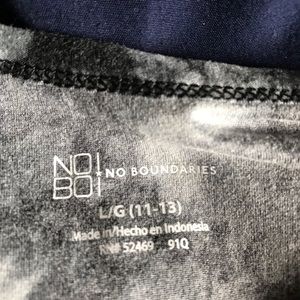 NO!
BO! NO BOUNDARIES
L/G (11-13)
Made in/Hecho en Indonesia
RN# 52469 91Q